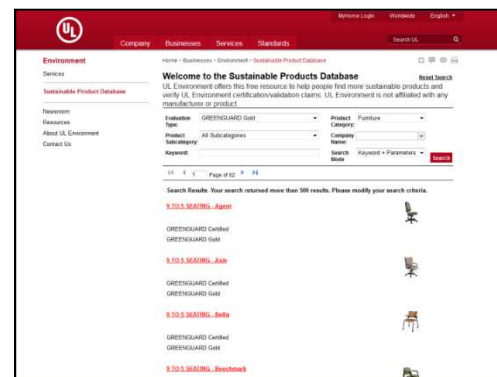 MyHome Login Worldwide English
UL
Search UL
Company Businesses Services Standards
Environment
Services
Sustainable Product Database
Newsroom
Resources
About UL Environment
Contact Us
Home - Businesses - Environment - Sustainable Product Database
Welcome to the Sustainable Products Database
Reset Search
UL Environment offers this free resource to help people find more sustainable products and
verify UL Environment certification/validation claims. UL Environment is not affiliated with any
manufacturer or product.
Evaluation Type: GREENGUARD Gold
Product Category: Furniture
Product Subcategory: All Subcategories
Company Name:
Keyword:
Search Mode Keyword + Parameters
Search
1 Page of 62
Search Results -Your search returned more than 500 results. Please modify your search criteria.
9 TO 5 SEATING - Agent
GREENGUARD Certified
GREENGUARD Gold
9 TO 5 SEATING - Axis
GREENGUARD Certified
GREENGUARD Gold
9 TO 5 SEATING - Bella
GREENGUARD Certified
GREENGUARD Gold
9 TO 5 SEATING - Benchmark